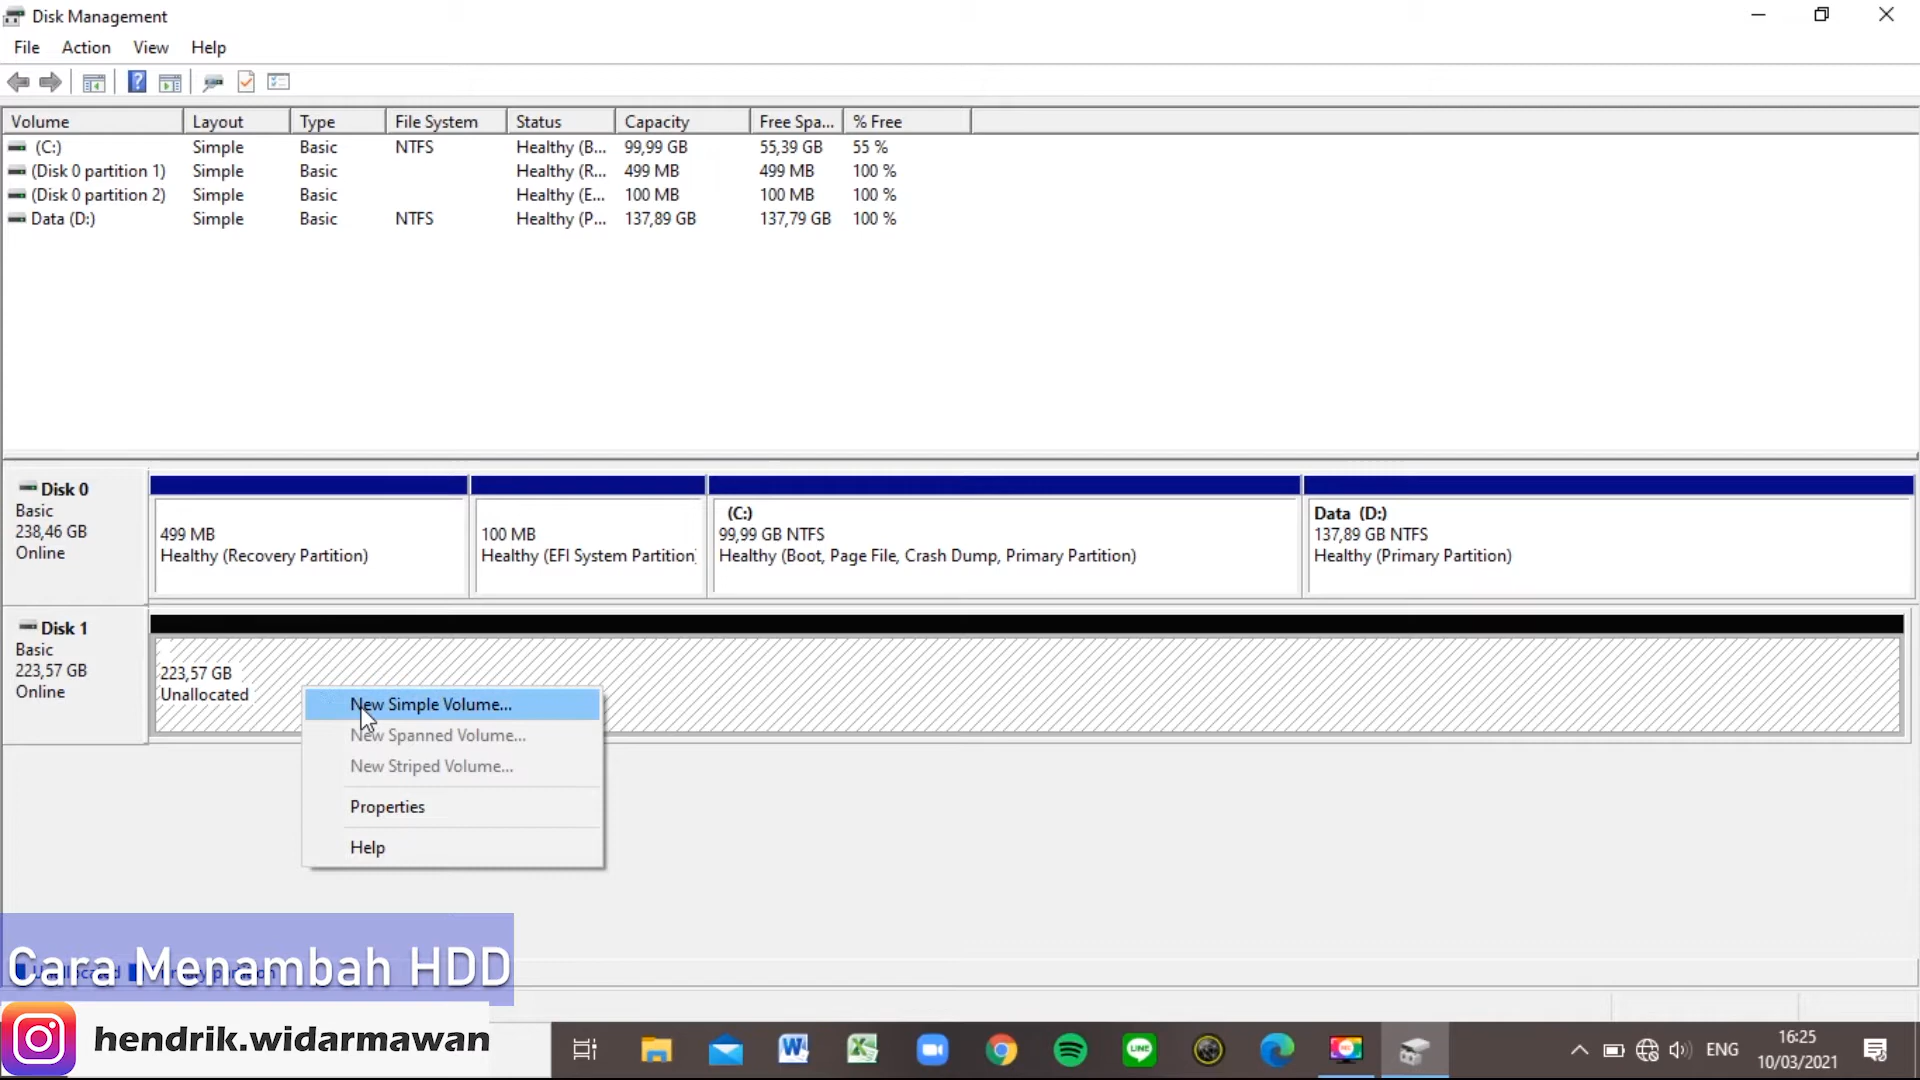 Disk Management
File Action View Help
Volume Layout Type File System Status Capacity Free Spa... % Free
(C:) Simple Basic NTFS Healthy (B... 99,99 GB 55,39 GB 55 %
(Disk 0 partition 1) Simple Basic Healthy (R... 499 MB 499 MB 100 %
(Disk 0 partition 2) Simple Basic Healthy (E... 100 MB 100 MB 100 %
Data (D:) Simple Basic NTFS Healthy (P... 137,89 GB 137,79 GB 100 %
Disk 0
Basic
238,46 GB
Online
499 MB
Healthy (Recovery Partition)
100 MB
Healthy (EFI System Partition)
(C:)
99,99 GB NTFS
Healthy (Boot, Page File, Crash Dump, Primary Partition)
Data (D:)
137,89 GB NTFS
Healthy (Primary Partition)
Disk 1
Basic
223,57 GB
Online
223,57 GB
Unallocated
New Simple Volume...
New Spanned Volume...
New Striped Volume...
Properties
Help
Cara Menambah HDD
hendrik.widarmawan
LINE
ENG
16:25
10/03/2021